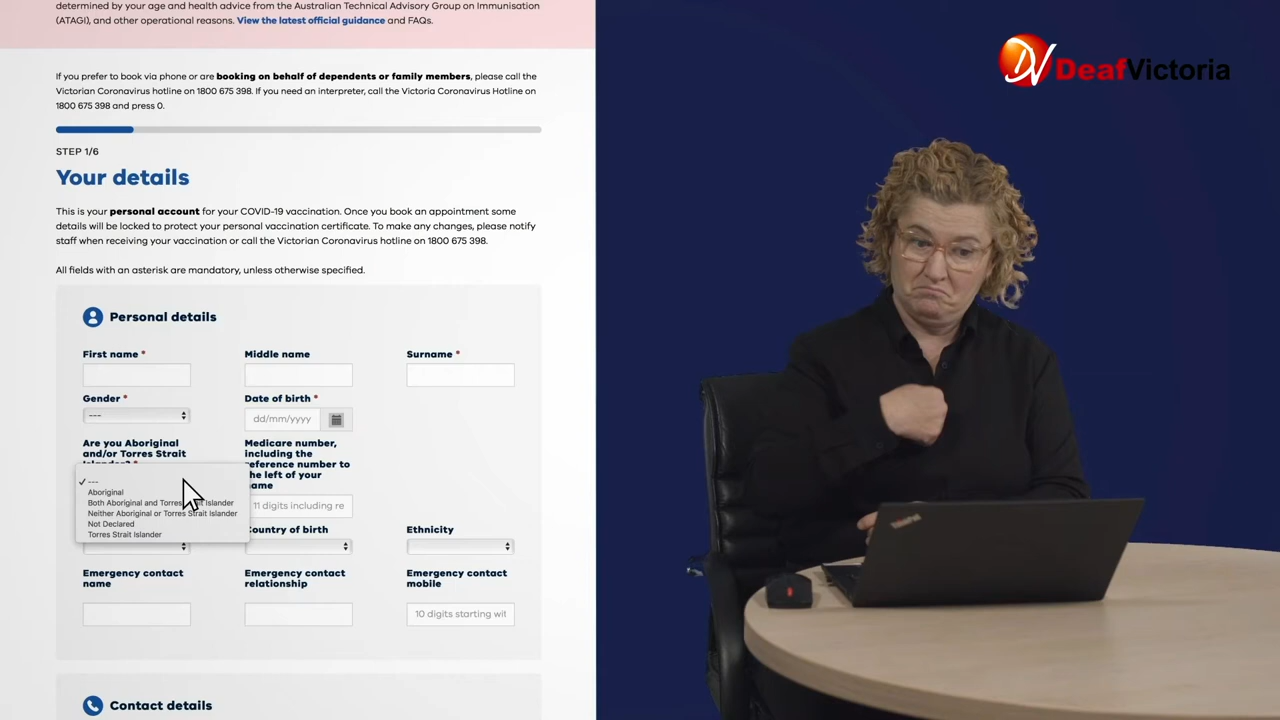 determined by your age and health advice from the Australian Technical Advisory Group on Immunisation
(ATAGI), and other operational reasons. View the latest official guidance and FAQs.
DeafVictoria
If you prefer to book via phone or are booking on behalf of dependents or family members, please call the
Victorian Coronavirus hotline on 1800 675 398. If you need an interpreter, call the Victoria Coronavirus Hotline on
1800 675 398 and press 0.
STEP 1/6
Your details
This is your personal account for your COVID-19 vaccination. Once you book an appointment some
details will be locked to protect your personal vaccination certificate. To make any changes, please notify
staff when receiving your vaccination or call the Victorian Coronavirus hotline on 1800 675 398.
All fields with an asterisk are mandatory, unless otherwise specified.
Personal details
First name * Middle name Surname *
Gender * Date of birth *
--- dd/mm/yyyy
Are you Aboriginal
and/or Torres Strait
Medicare number,
including the
reference number to
the left of your
---
Aboriginal
Both Aboriginal and Islander
Neither Aboriginal or Torres Strait Islander
Not Declared
Torres Strait Islander
11 digits including re
Country of birth Ethnicity
Emergency contact
name
Emergency contact
relationship
Emergency contact
mobile
10 digits starting wit
Contact details
ThinkPad